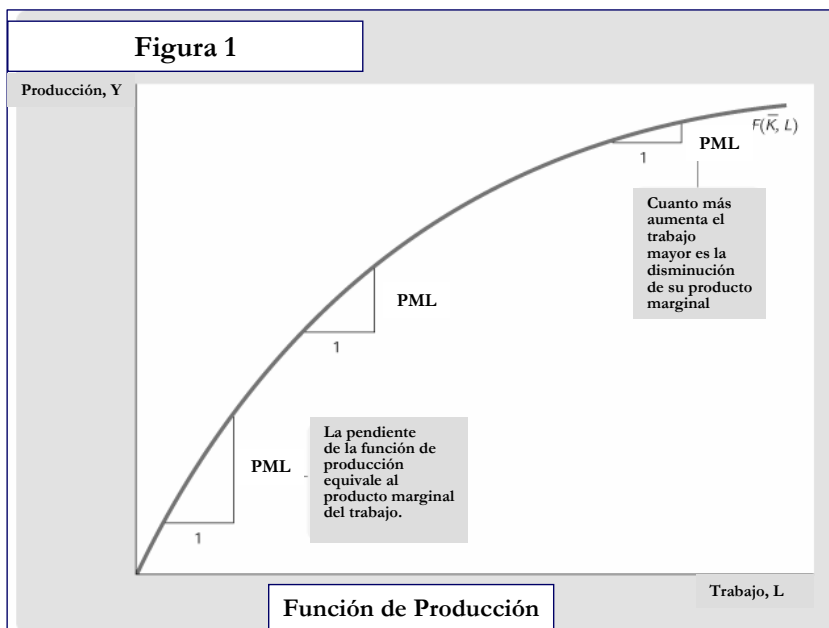 Figura 1
Producción, Y
F(K̅, L)
1
PML
Cuanto más
aumenta el
trabajo
mayor es la
disminución
de su producto
marginal
PML
1
La pendiente
de la función de
producción
equivale al
producto marginal
del trabajo.
PML
1
Trabajo, L
Función de Producción